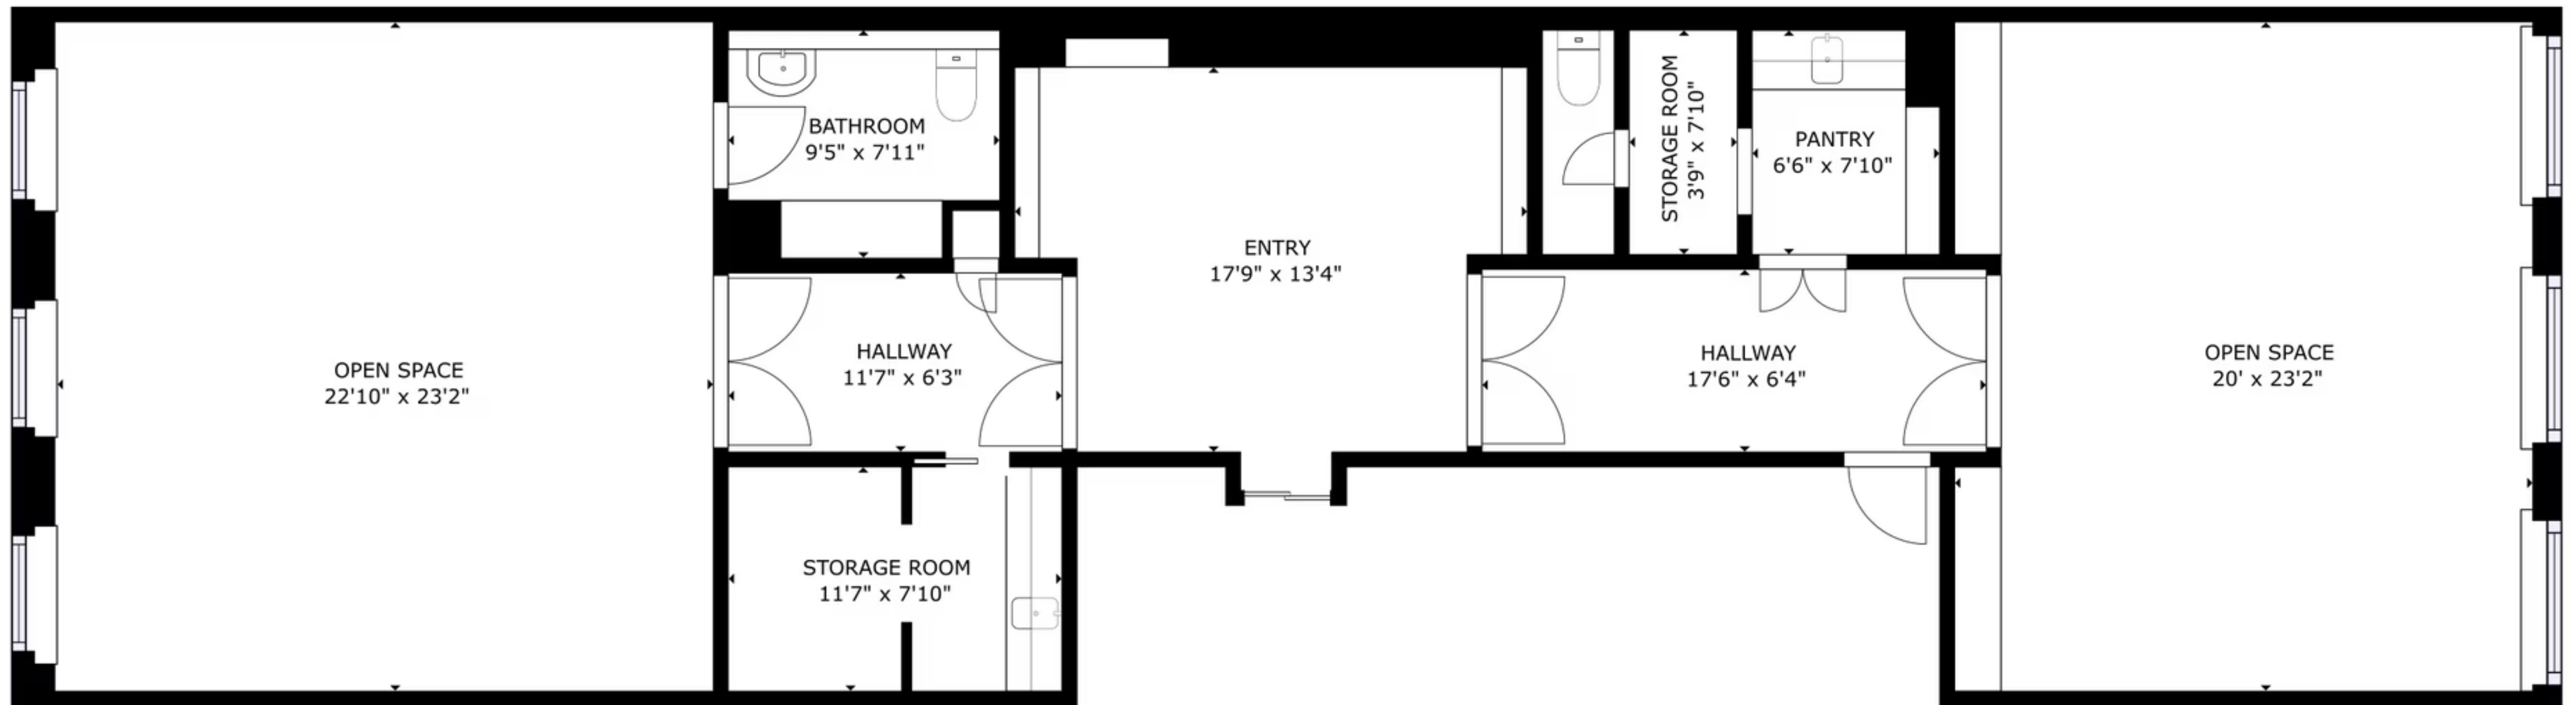 OPEN SPACE
22'10" x 23'2"
BATHROOM
9'5" x 7'11"
HALLWAY
11'7" x 6'3"
STORAGE ROOM
11'7" x 7'10"
ENTRY
17'9" x 13'4"
STORAGE ROOM
3'9" x 7'10"
PANTRY
6'6" x 7'10"
HALLWAY
17'6" x 6'4"
OPEN SPACE
20' x 23'2"